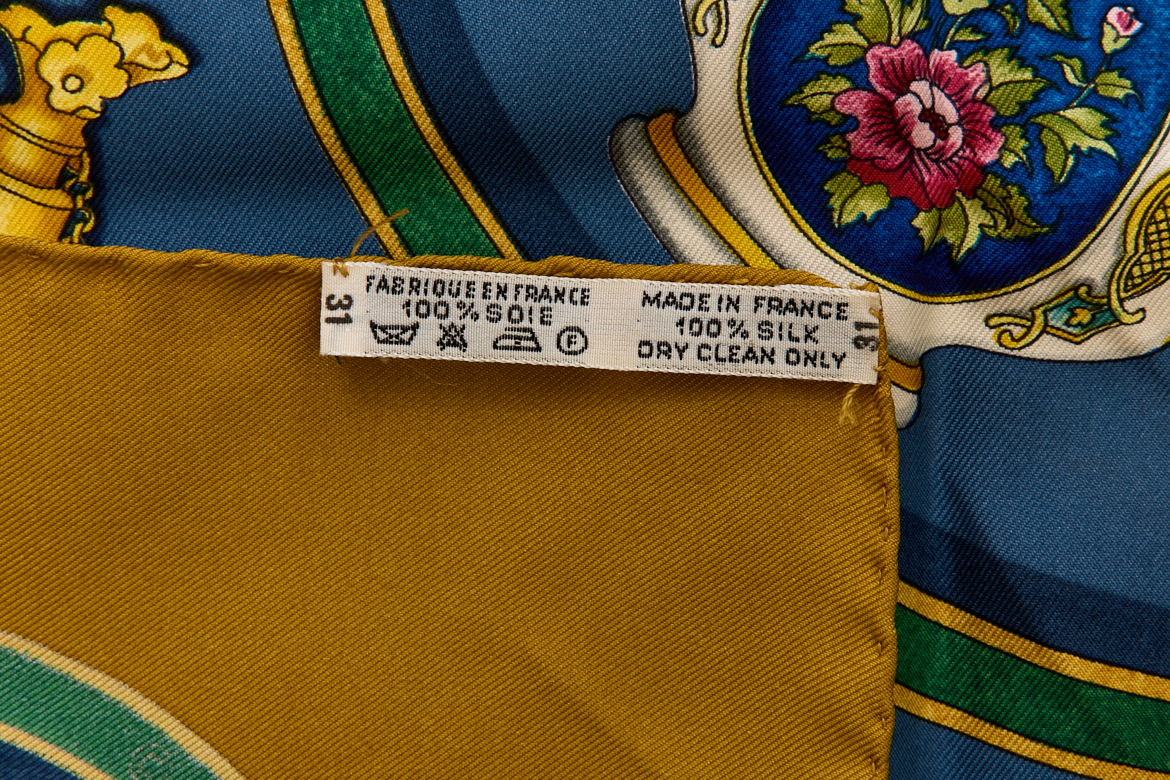 31
FABRIQUE EN FRANCE
100% SOIE
F
MADE IN FRANCE
100% SILK
DRY CLEAN ONLY
31